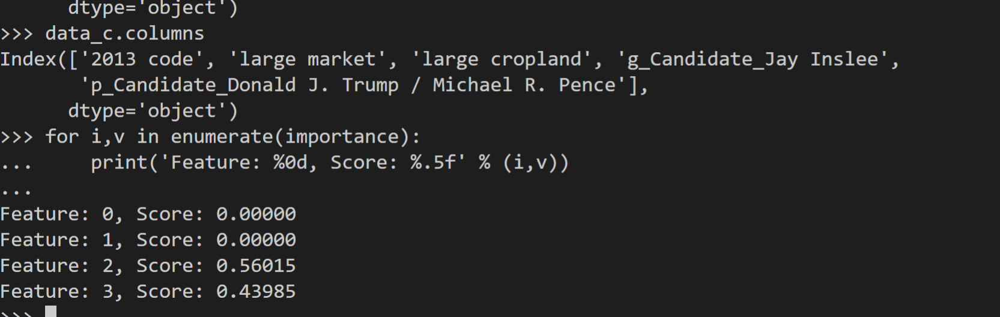 dtype='object')
>>> data_c.columns
Index(['2013 code', 'large market', 'large cropland', 'g_Candidate_Jay Inslee',
       'p_Candidate_Donald J. Trump / Michael R. Pence'],
      dtype='object')
>>> for i,v in enumerate(importance):
...     print('Feature: %0d, Score: %.5f' % (i,v))
...
Feature: 0, Score: 0.00000
Feature: 1, Score: 0.00000
Feature: 2, Score: 0.56015
Feature: 3, Score: 0.43985
>>>